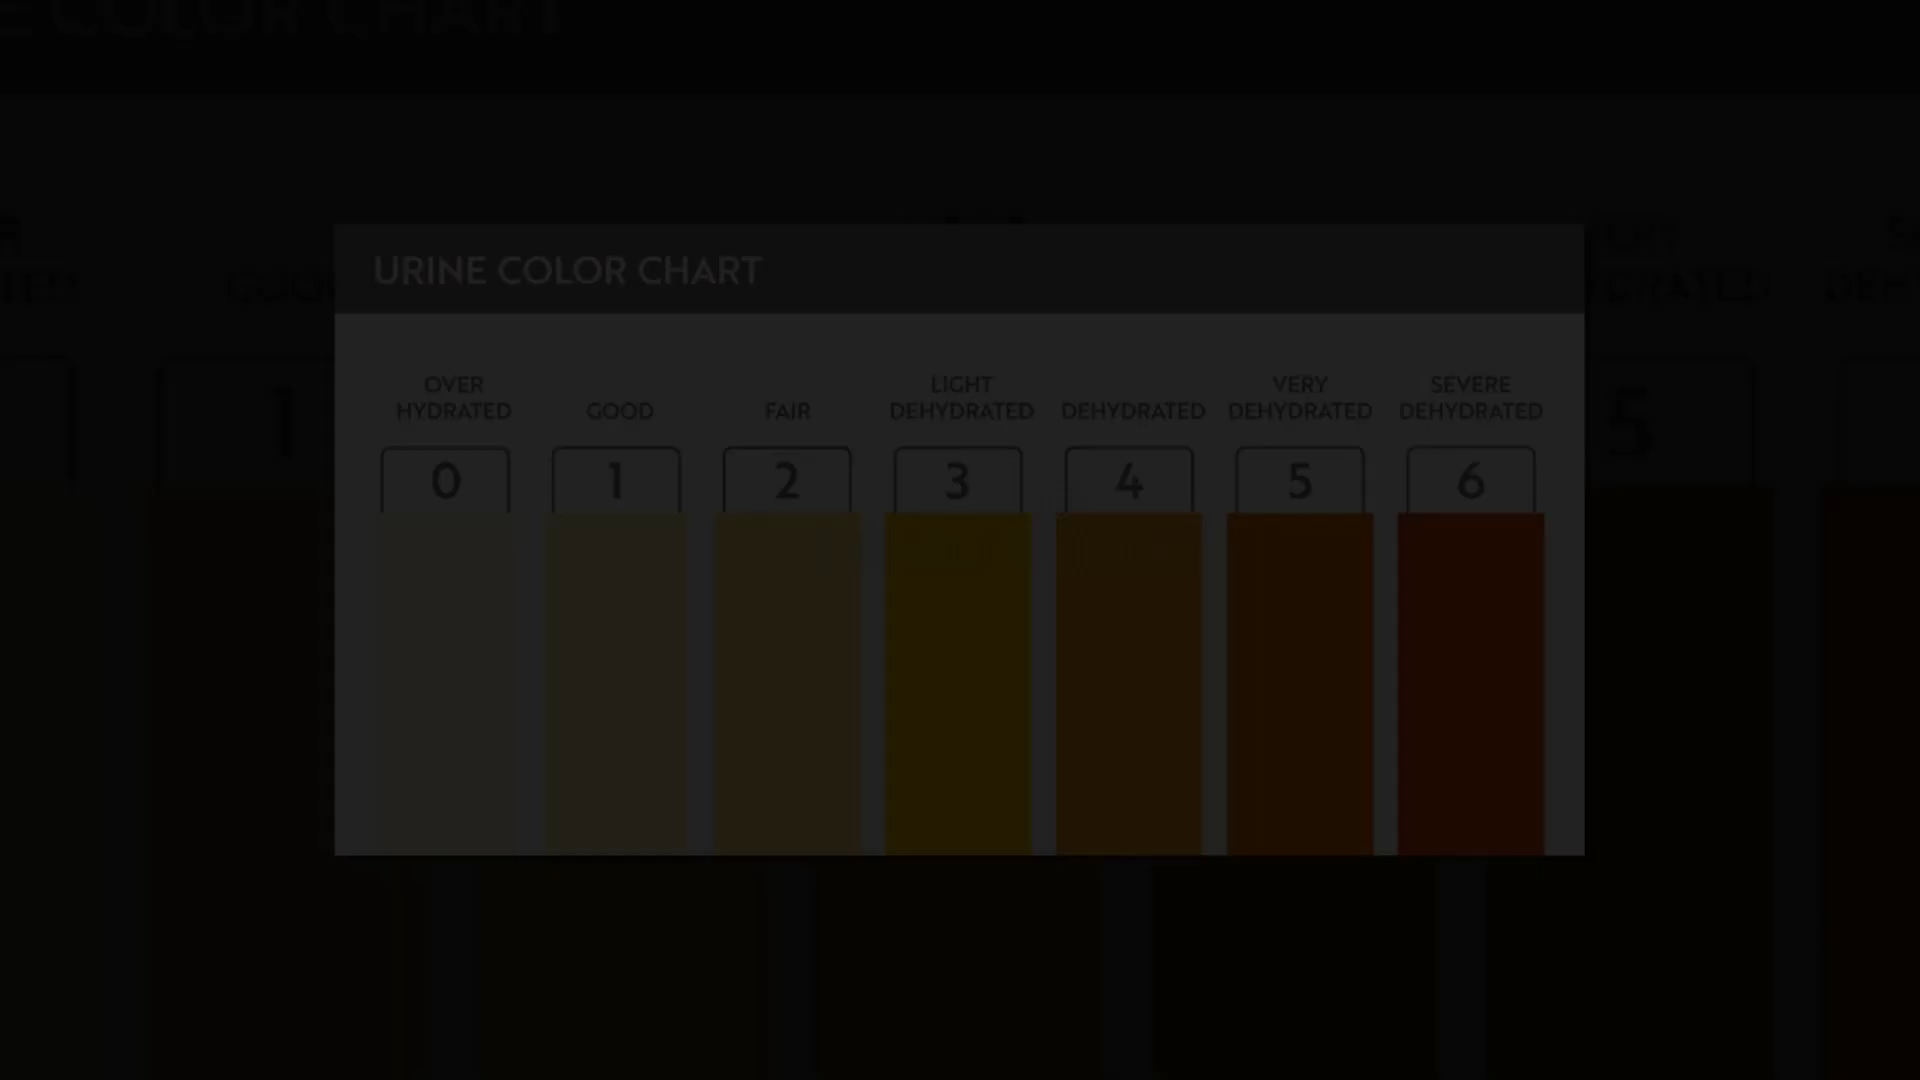 URINE COLOR CHART
OVER
HYDRATED
GOOD
FAIR
LIGHT
DEHYDRATED
DEHYDRATED
VERY
DEHYDRATED
SEVERE
DEHYDRATED
0
1
2
3
4
5
6